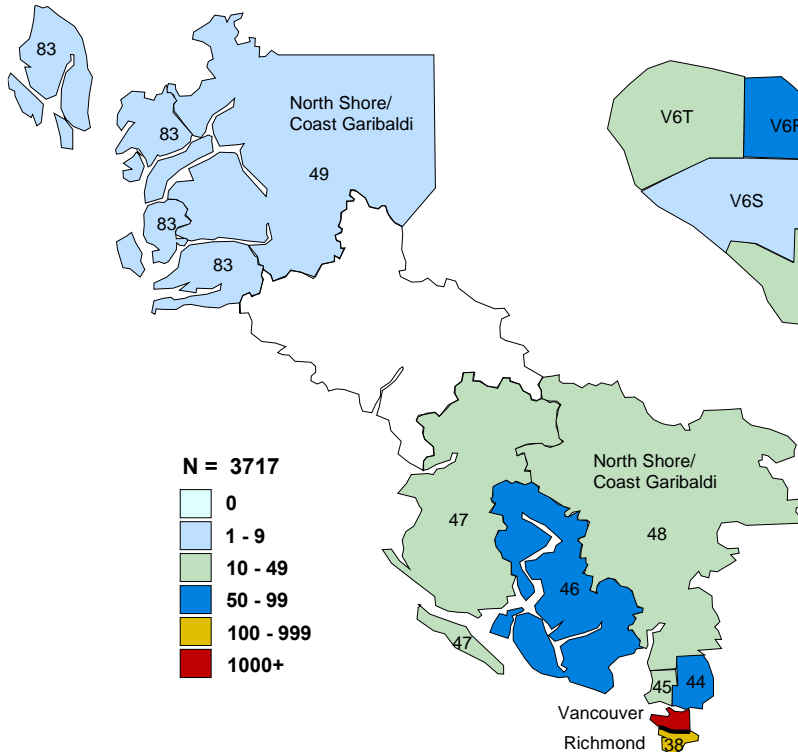 83
North Shore/
Coast Garibaldi
83
49
83
83
V6T
V6R
V6S
N = 3717
0
1 - 9
10 - 49
50 - 99
100 - 999
1000+
North Shore/
Coast Garibaldi
47
48
46
47
45
44
Vancouver
Richmond
38